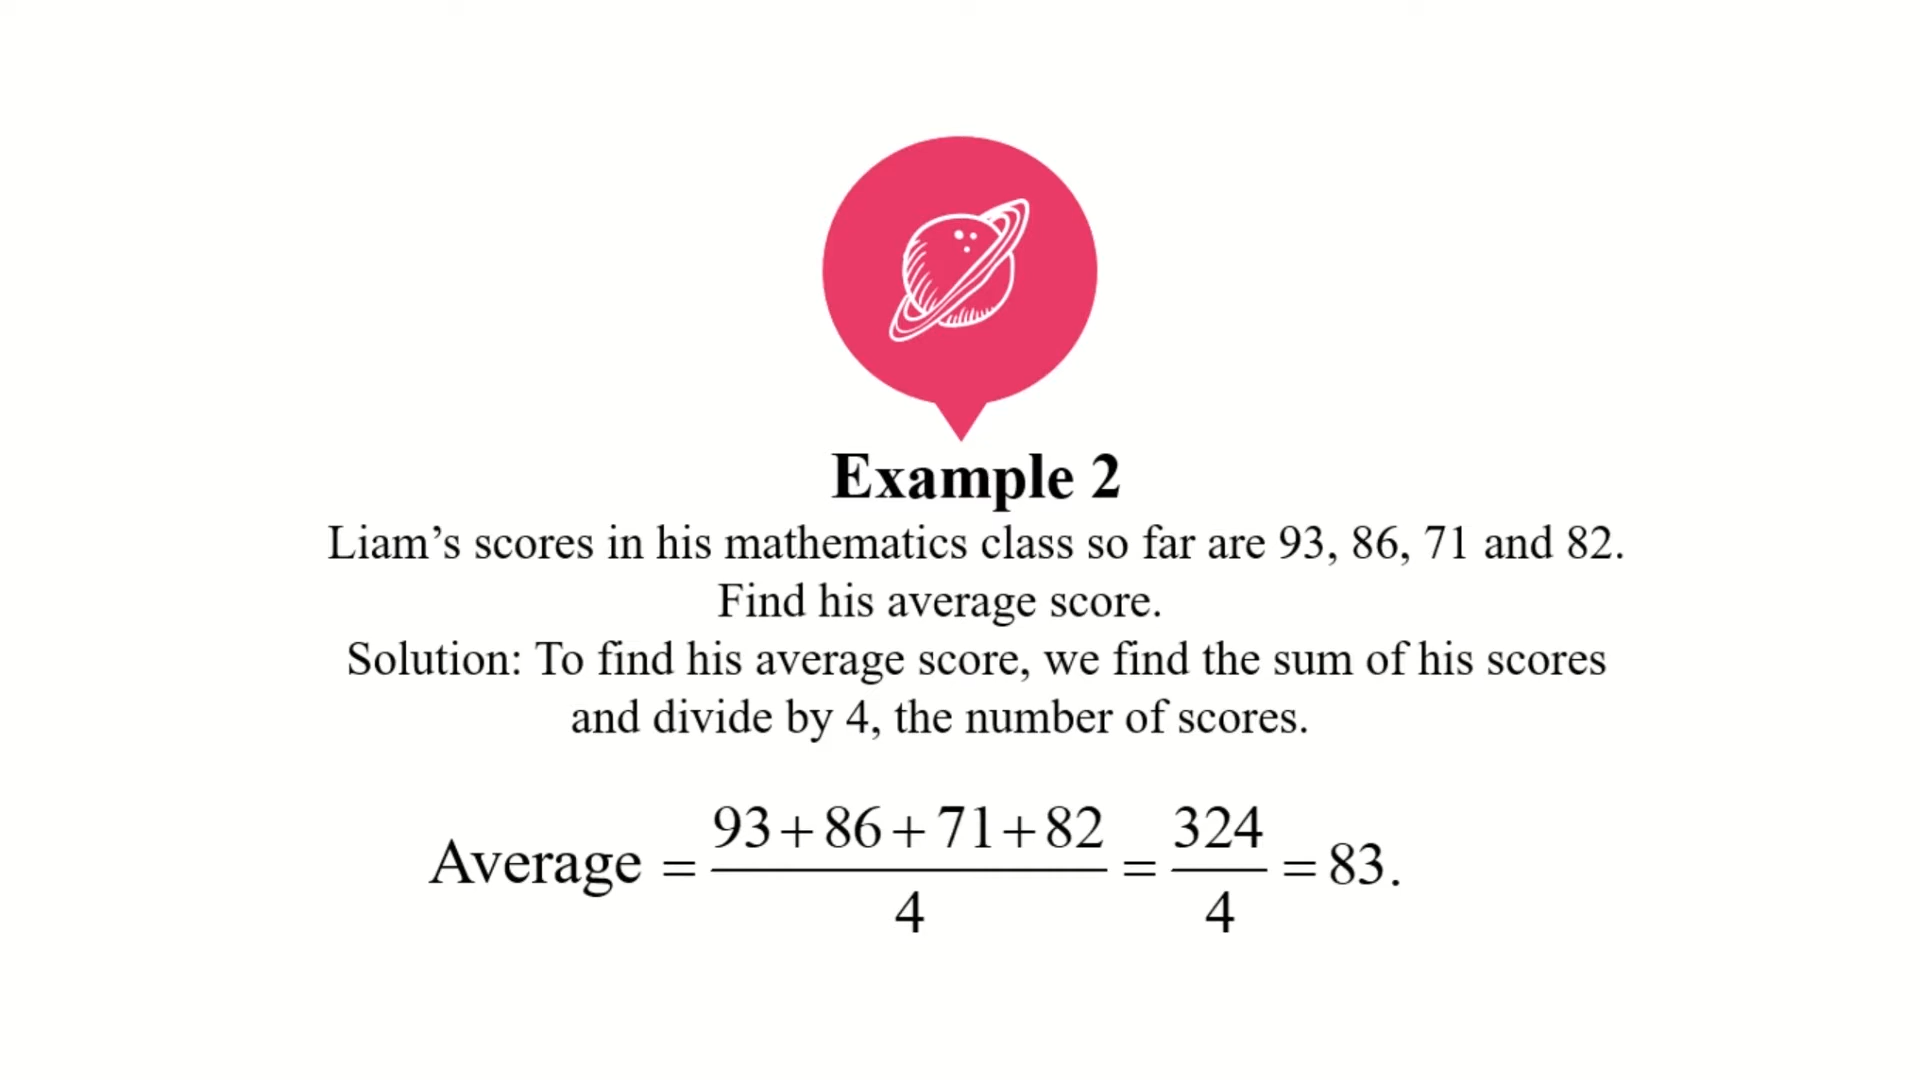 Example 2
Liam’s scores in his mathematics class so far are 93, 86, 71 and 82.
Find his average score.
Solution: To find his average score, we find the sum of his scores
and divide by 4, the number of scores.
Average = (93+86+71+82)/4 = 324/4 = 83.